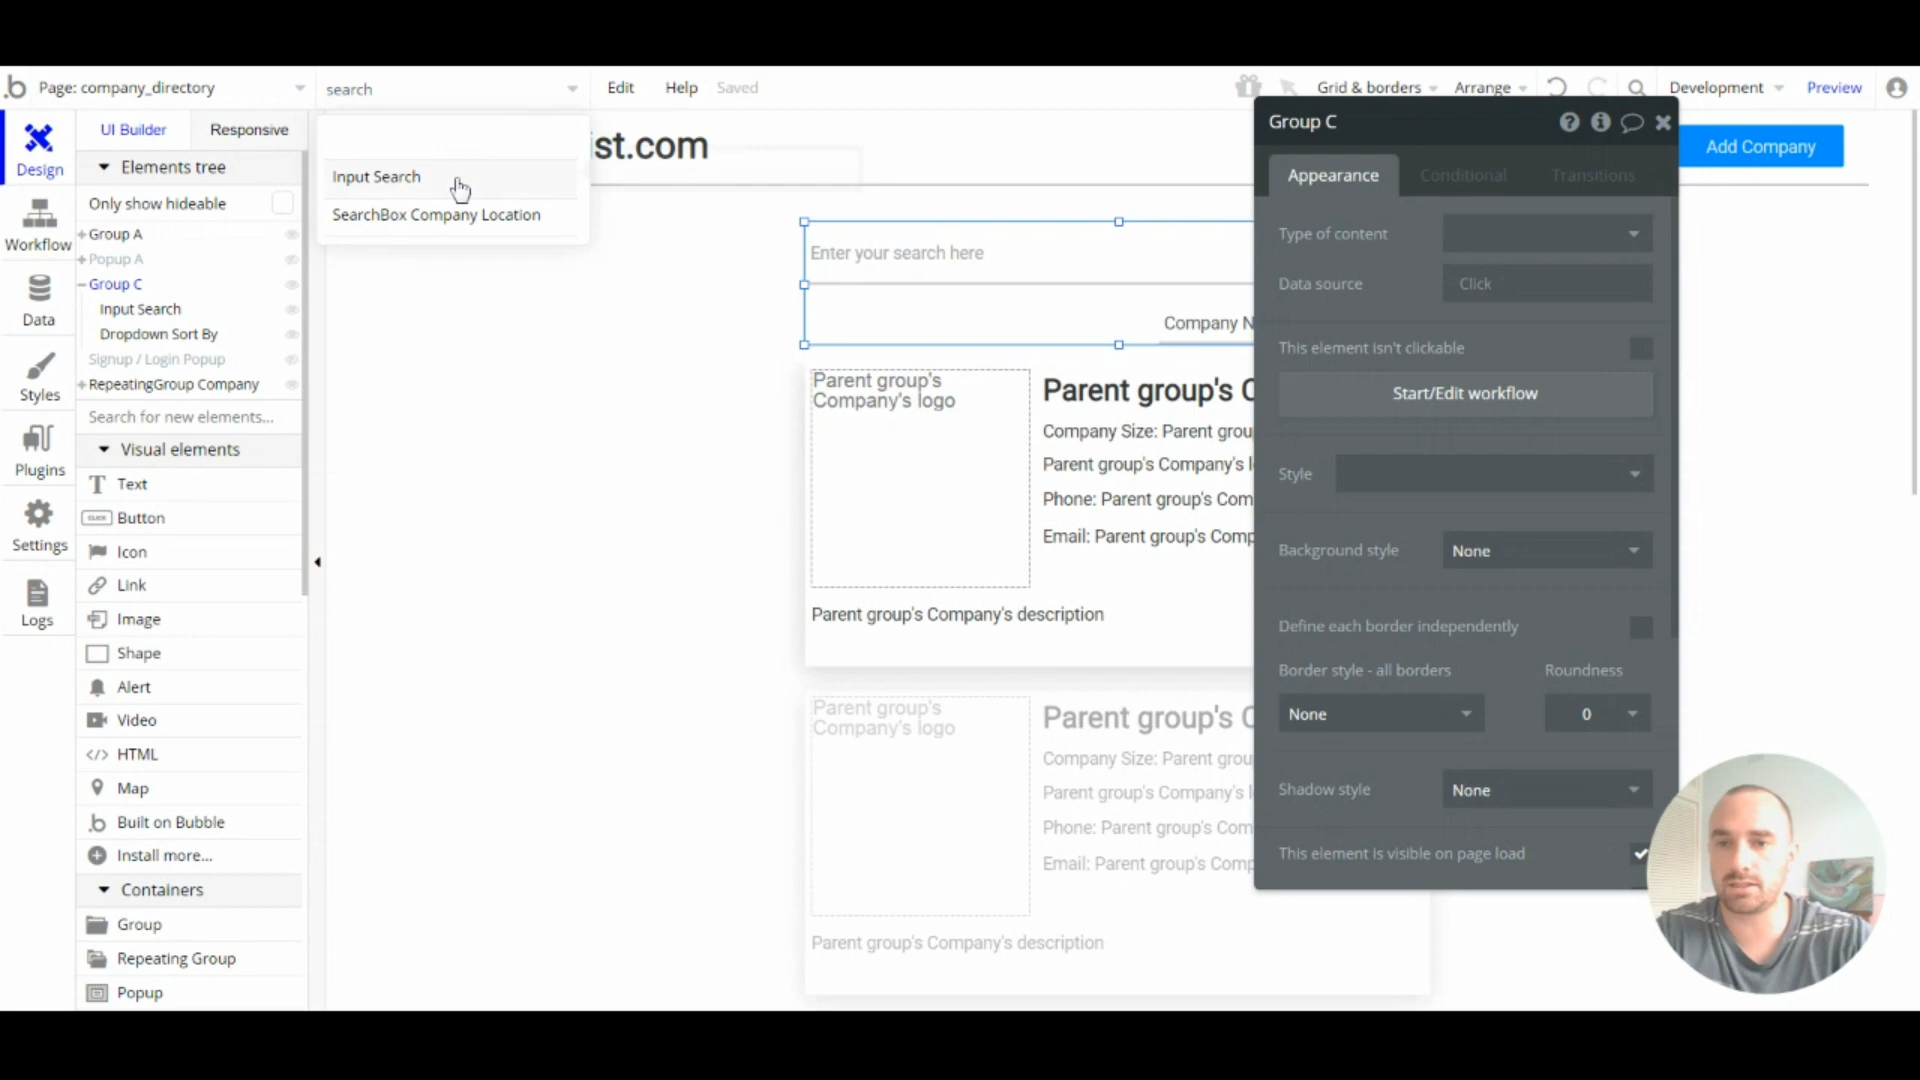 Page: company_directory
search
Edit
Help
Saved
Grid & borders
Arrange
Development
Preview
UI Builder
Responsive
Design
Workflow
Data
Styles
Plugins
Settings
Logs
Elements tree
Only show hideable
Group A
Popup A
Group C
Input Search
Dropdown Sort By
Signup / Login Popup
RepeatingGroup Company
Search for new elements...
Visual elements
Text
CLICK Button
Icon
Link
Image
Shape
Alert
Video
HTML
Map
Built on Bubble
Install more...
Containers
Group
Repeating Group
Popup
Input Search
SearchBox Company Location
ist.com
Add Company
Enter your search here
Company N
Parent group's
Company's logo
Parent group's C
Company Size: Parent grou
Parent group's Company's l
Phone: Parent group's Com
Email: Parent group's Comp
Parent group's Company's description
Parent group's
Company's logo
Parent group's C
Company Size: Parent grou
Parent group's Company's l
Phone: Parent group's Com
Email: Parent group's Comp
Parent group's Company's description
Group C
Appearance
Conditional
Transitions
Type of content
Data source
Click
This element isn't clickable
Start/Edit workflow
Style
Background style
None
Define each border independently
Border style - all borders
Roundness
None
0
Shadow style
None
This element is visible on page load